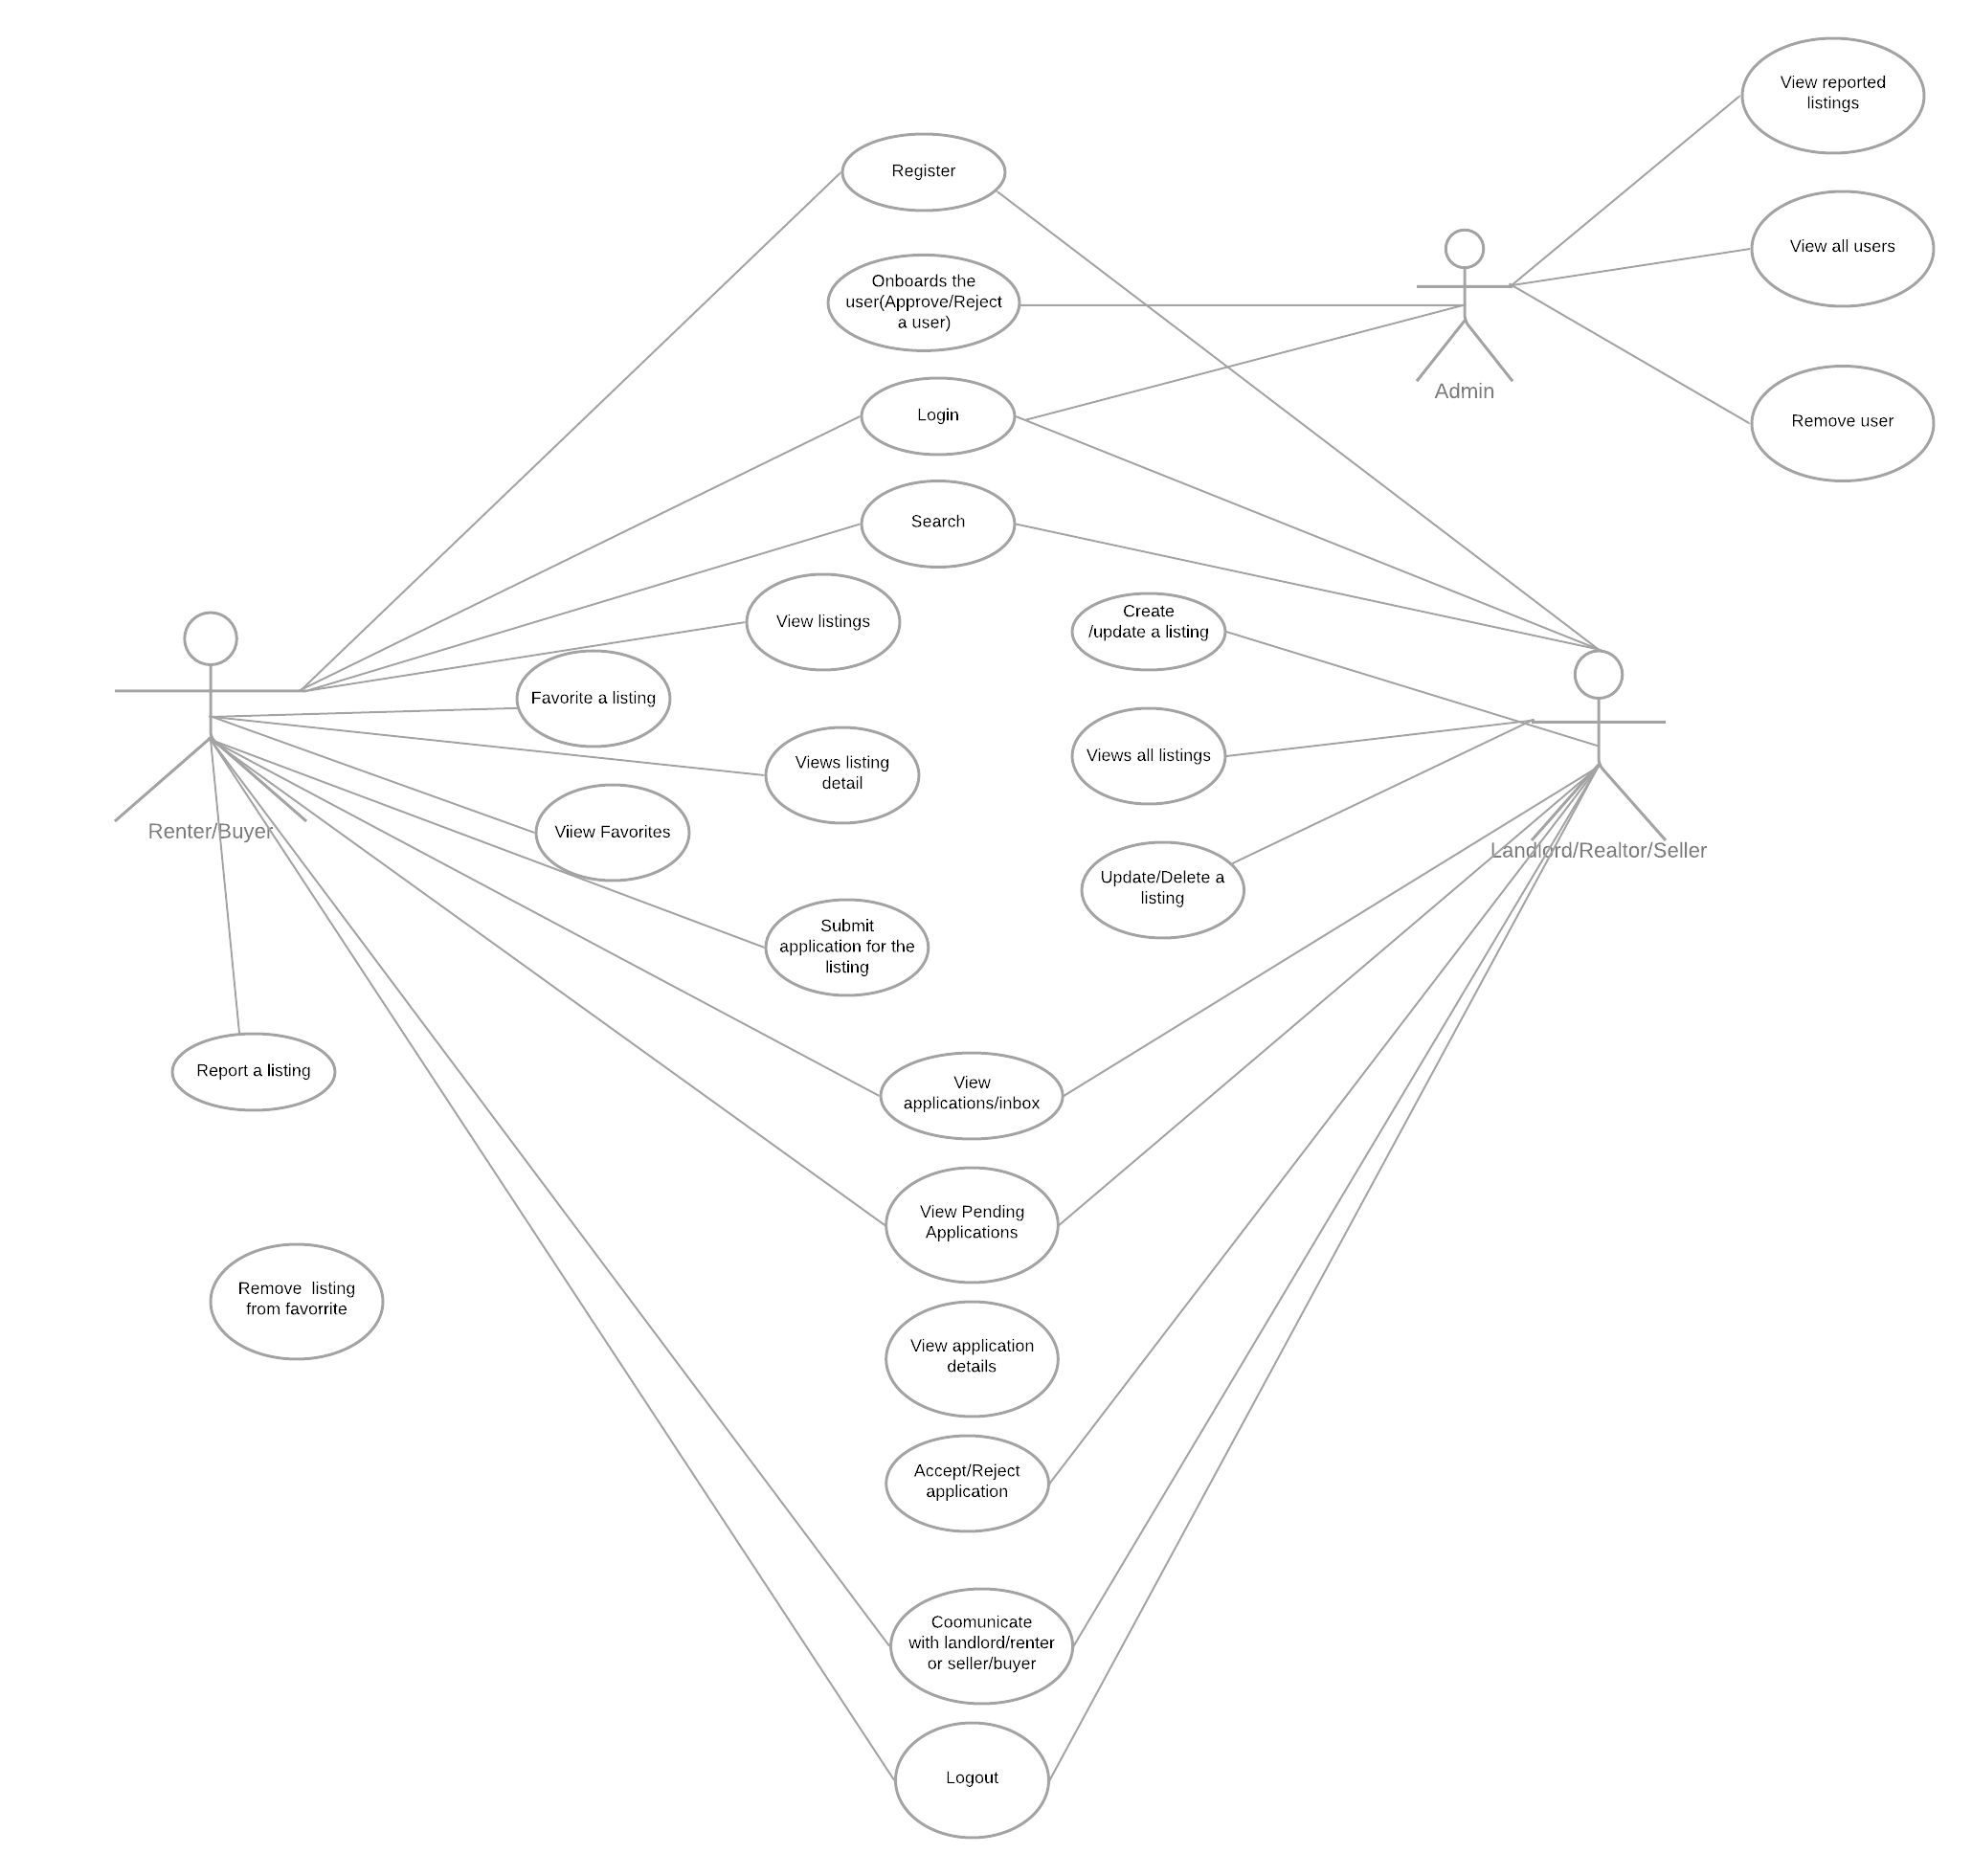 View reported
listings
Register
View all users
Onboards the
user(Approve/Reject
a user)
Admin
Login
Remove user
Search
View listings
Create
/update a listing
Favorite a listing
Views listing
detail
Views all listings
Renter/Buyer
Viiew Favorites
Landlord/Realtor/Seller
Update/Delete a
listing
Submit
application for the
listing
Report a listing
View
applications/inbox
View Pending
Applications
Remove  listing
from favorrite
View application
details
Accept/Reject
application
Coomunicate
with landlord/renter
or seller/buyer
Logout